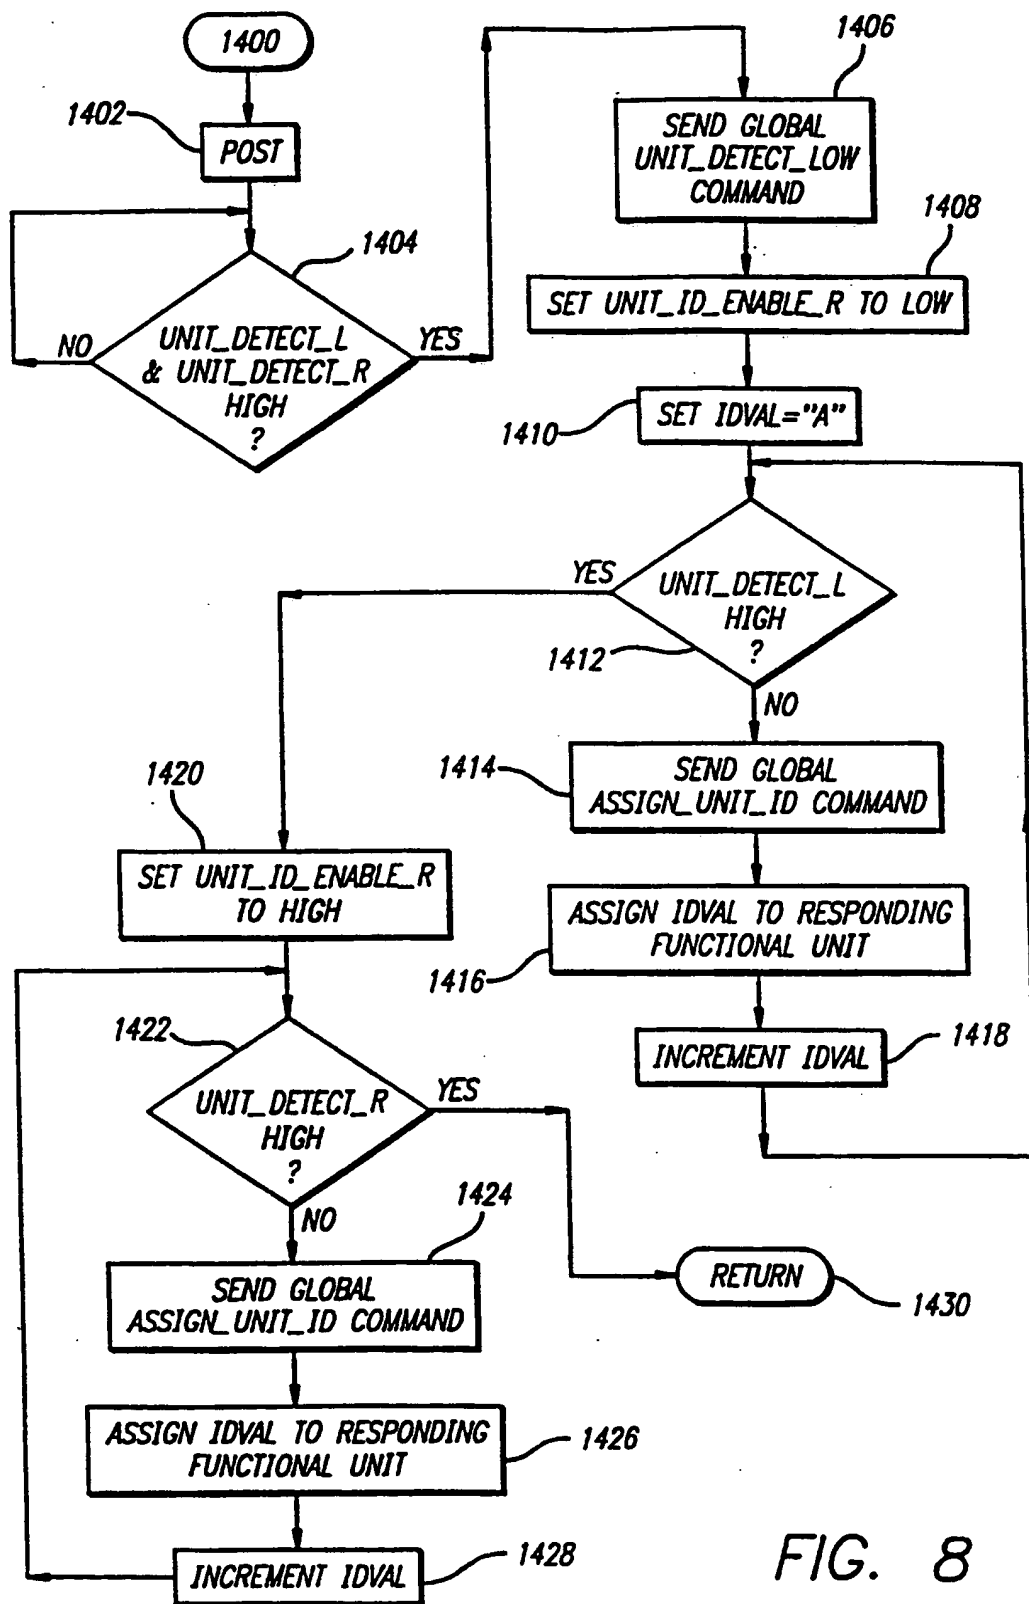 1400
1402
POST
1404
UNIT_DETECT_L
& UNIT_DETECT_R
HIGH
?
NO
YES
1406
SEND GLOBAL
UNIT_DETECT_LOW
COMMAND
1408
SET UNIT_ID_ENABLE_R TO LOW
1410
SET IDVAL="A"
YES
UNIT_DETECT_L
HIGH
?
1412
NO
1414
SEND GLOBAL
ASSIGN_UNIT_ID COMMAND
ASSIGN IDVAL TO RESPONDING
FUNCTIONAL UNIT
1416
INCREMENT IDVAL
1418
1420
SET UNIT_ID_ENABLE_R
TO HIGH
1422
UNIT_DETECT_R
HIGH
?
YES
NO
1424
SEND GLOBAL
ASSIGN_UNIT_ID COMMAND
RETURN
1430
ASSIGN IDVAL TO RESPONDING
FUNCTIONAL UNIT
1426
INCREMENT IDVAL
1428
FIG. 8